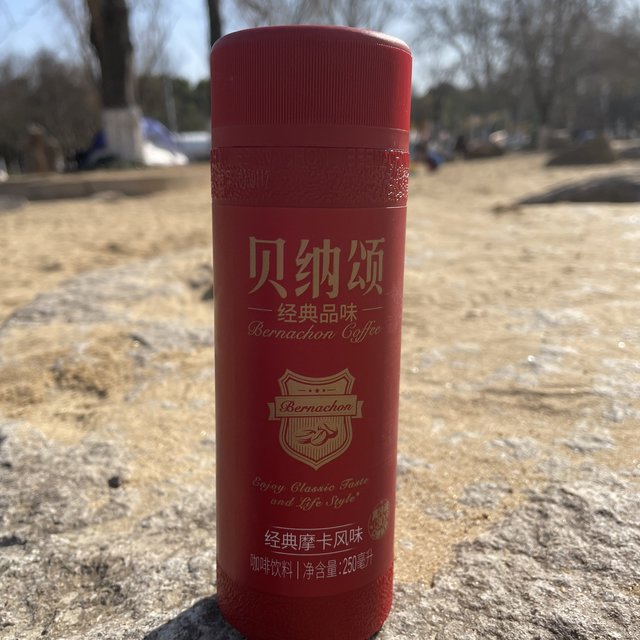 贝纳颂
经典品味
Bernachon Coffee
Bernachon
Enjoy Classic Taste
and Life Style
经典摩卡风味
咖啡饮料 | 净含量:250毫升